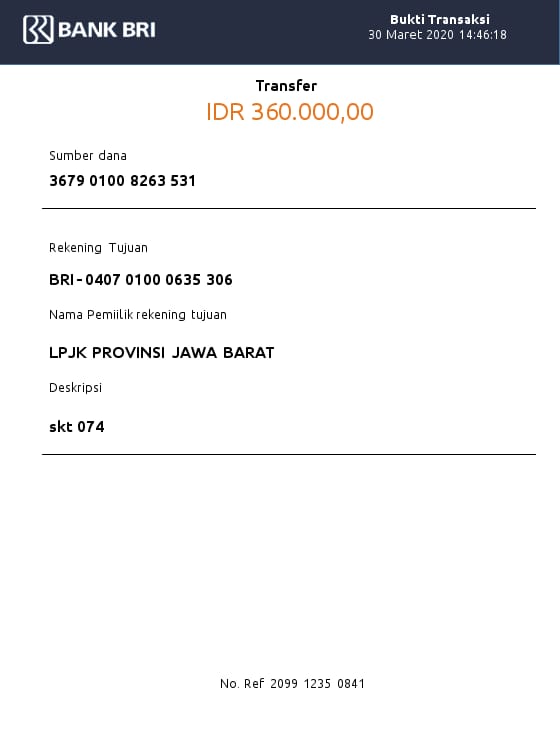 BANK BRI
Bukti Transaksi
30 Maret 2020 14:46:18
Transfer
IDR 360.000,00
Sumber dana
3679 0100 8263 531
Rekening Tujuan
BRI - 0407 0100 0635 306
Nama Pemiilik rekening tujuan
LPJK PROVINSI JAWA BARAT
Deskripsi
skt 074
No. Ref 2099 1235 0841